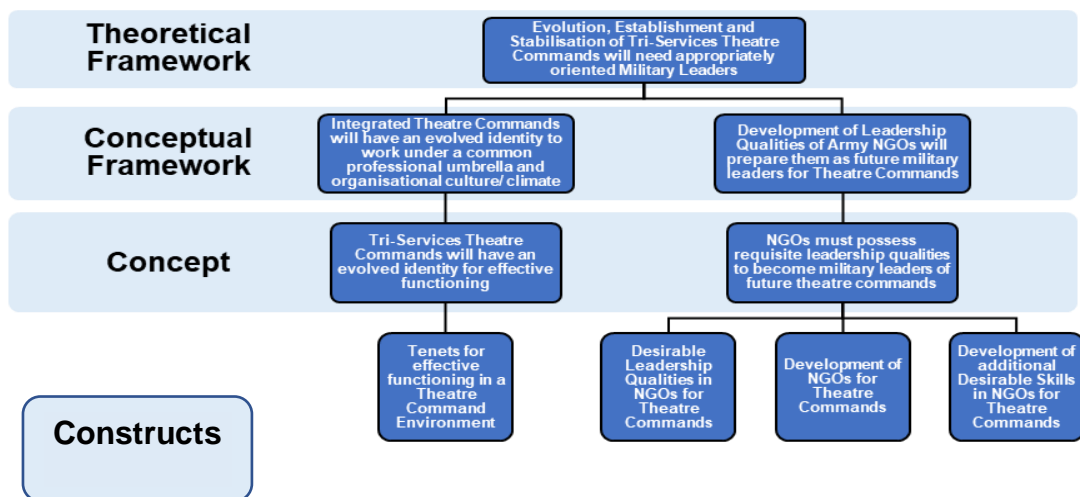 Theoretical
Framework
Evolution, Establishment and
Stabilisation of Tri-Services Theatre
Commands will need appropriately
oriented Military Leaders
Conceptual
Framework
Integrated Theatre Commands
will have an evolved identity to
work under a common
professional umbrella and
organisational culture/ climate
Development of Leadership
Qualities of Army NGOs will
prepare them as future military
leaders for Theatre Commands
Concept
Tri-Services Theatre
Commands will have an
evolved identity for effective
functioning
NGOs must possess
requisite leadership qualities
to become military leaders of
future theatre commands
Constructs
Tenets for
effective
functioning in a
Theatre
Command
Environment
Desirable
Leadership
Qualities in
NGOs for
Theatre
Commands
Development of
NGOs for
Theatre
Commands
Development of
additional
Desirable Skills
in NGOs for
Theatre
Commands